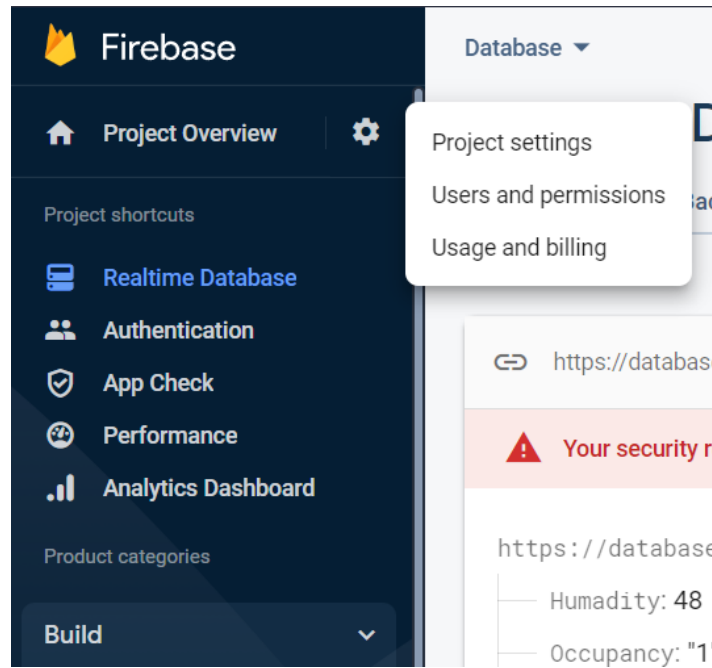 Firebase
Database
Project Overview
Project settings
Users and permissions
Usage and billing
Project shortcuts
Realtime Database
Authentication
App Check
Performance
Analytics Dashboard
Product categories
Build
https://databas
Your security
https://database
Humadity: 48
Occupancy: "1"